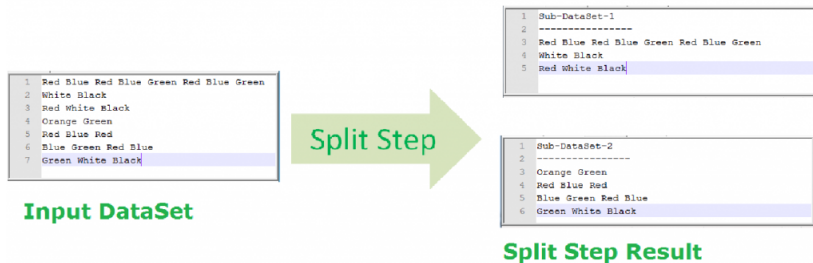 1 Sub-DataSet-1
2 ----------------
3 Red Blue Red Blue Green Red Blue Green
4 White Black
5 Red White Black
1 Red Blue Red Blue Green Red Blue Green
2 White Black
3 Red White Black
4 Orange Green
5 Red Blue Red
6 Blue Green Red Blue
7 Green White Black
Input DataSet
Split Step
1 Sub-DataSet-2
2 ----------------
3 Orange Green
4 Red Blue Red
5 Blue Green Red Blue
6 Green White Black
Split Step Result